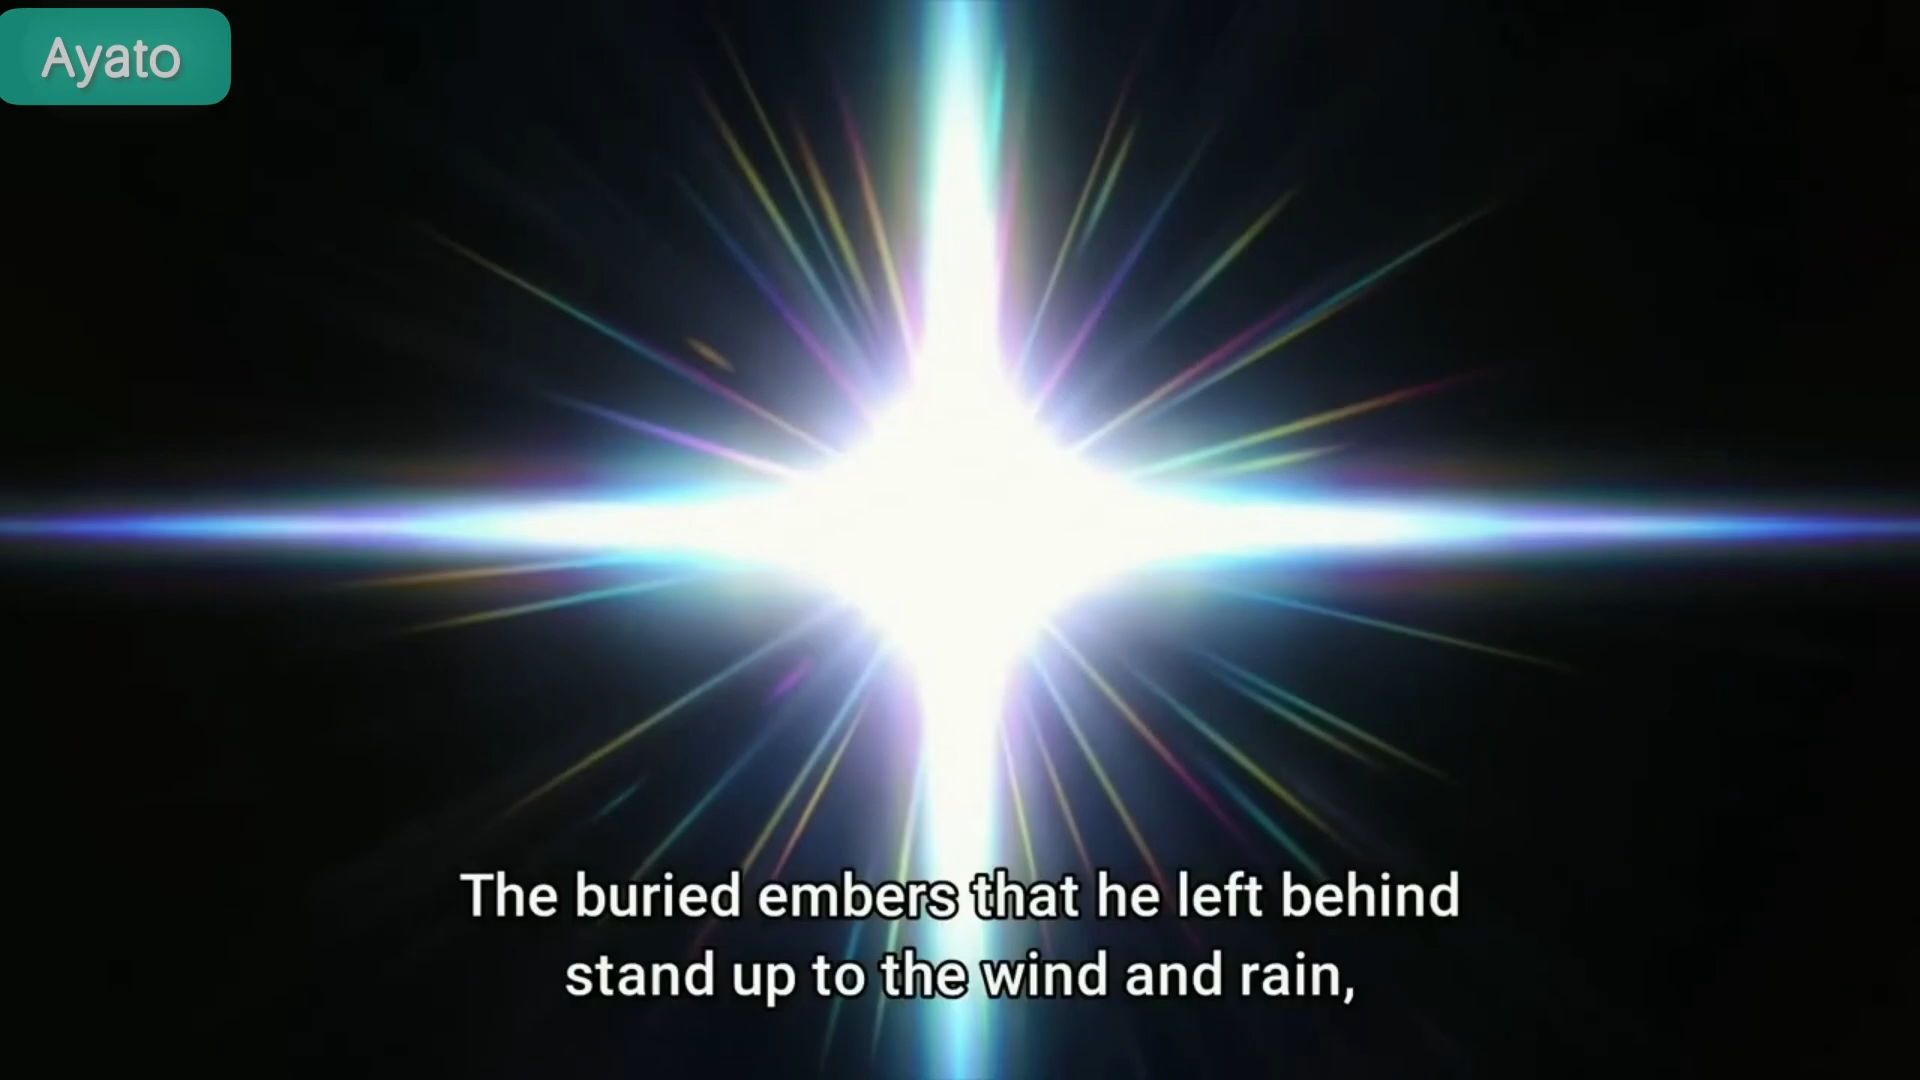 Ayato
The buried embers that he left behind
stand up to the wind and rain,